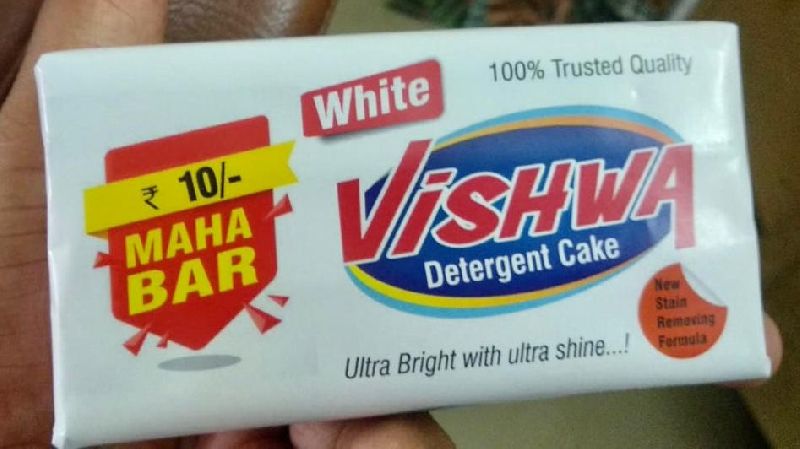 White
100% Trusted Quality
₹ 10/-
MAHA
BAR
ViSHWA
Detergent Cake
New
Stain
Removing
Formula
Ultra Bright with ultra shine...!